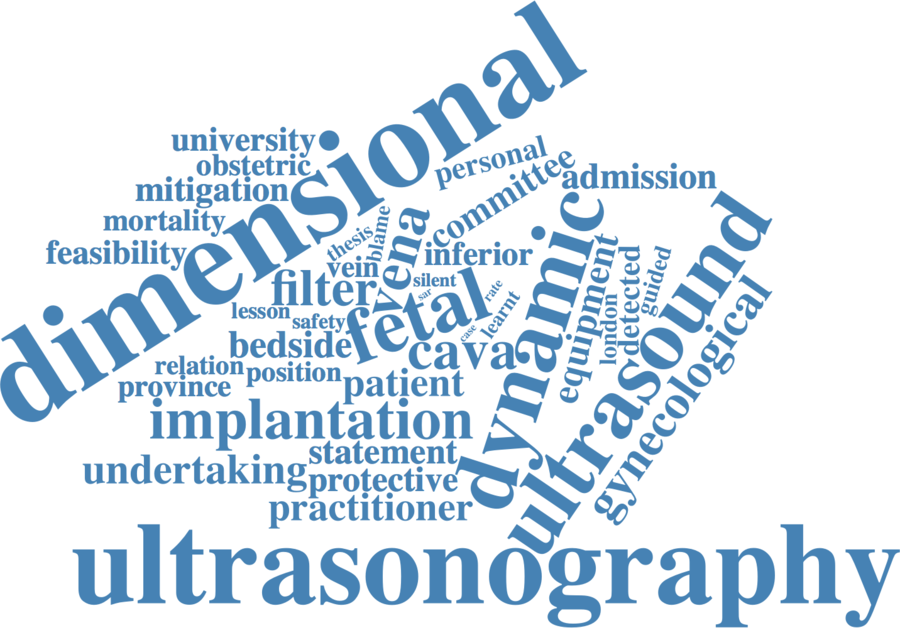 dimensional
university
obstetric
mitigation
mortality
feasibility
personal
committee
admission
thesis
blame
vena
vein
inferior
filter
silent
sar
rate
fetal
lesson
safety
case
learnt
bedside
cava
dynamic
equipment
london
detected
guided
ultrasound
gynecological
relation
position
province
patient
implantation
statement
undertaking
protective
practitioner
ultrasonography